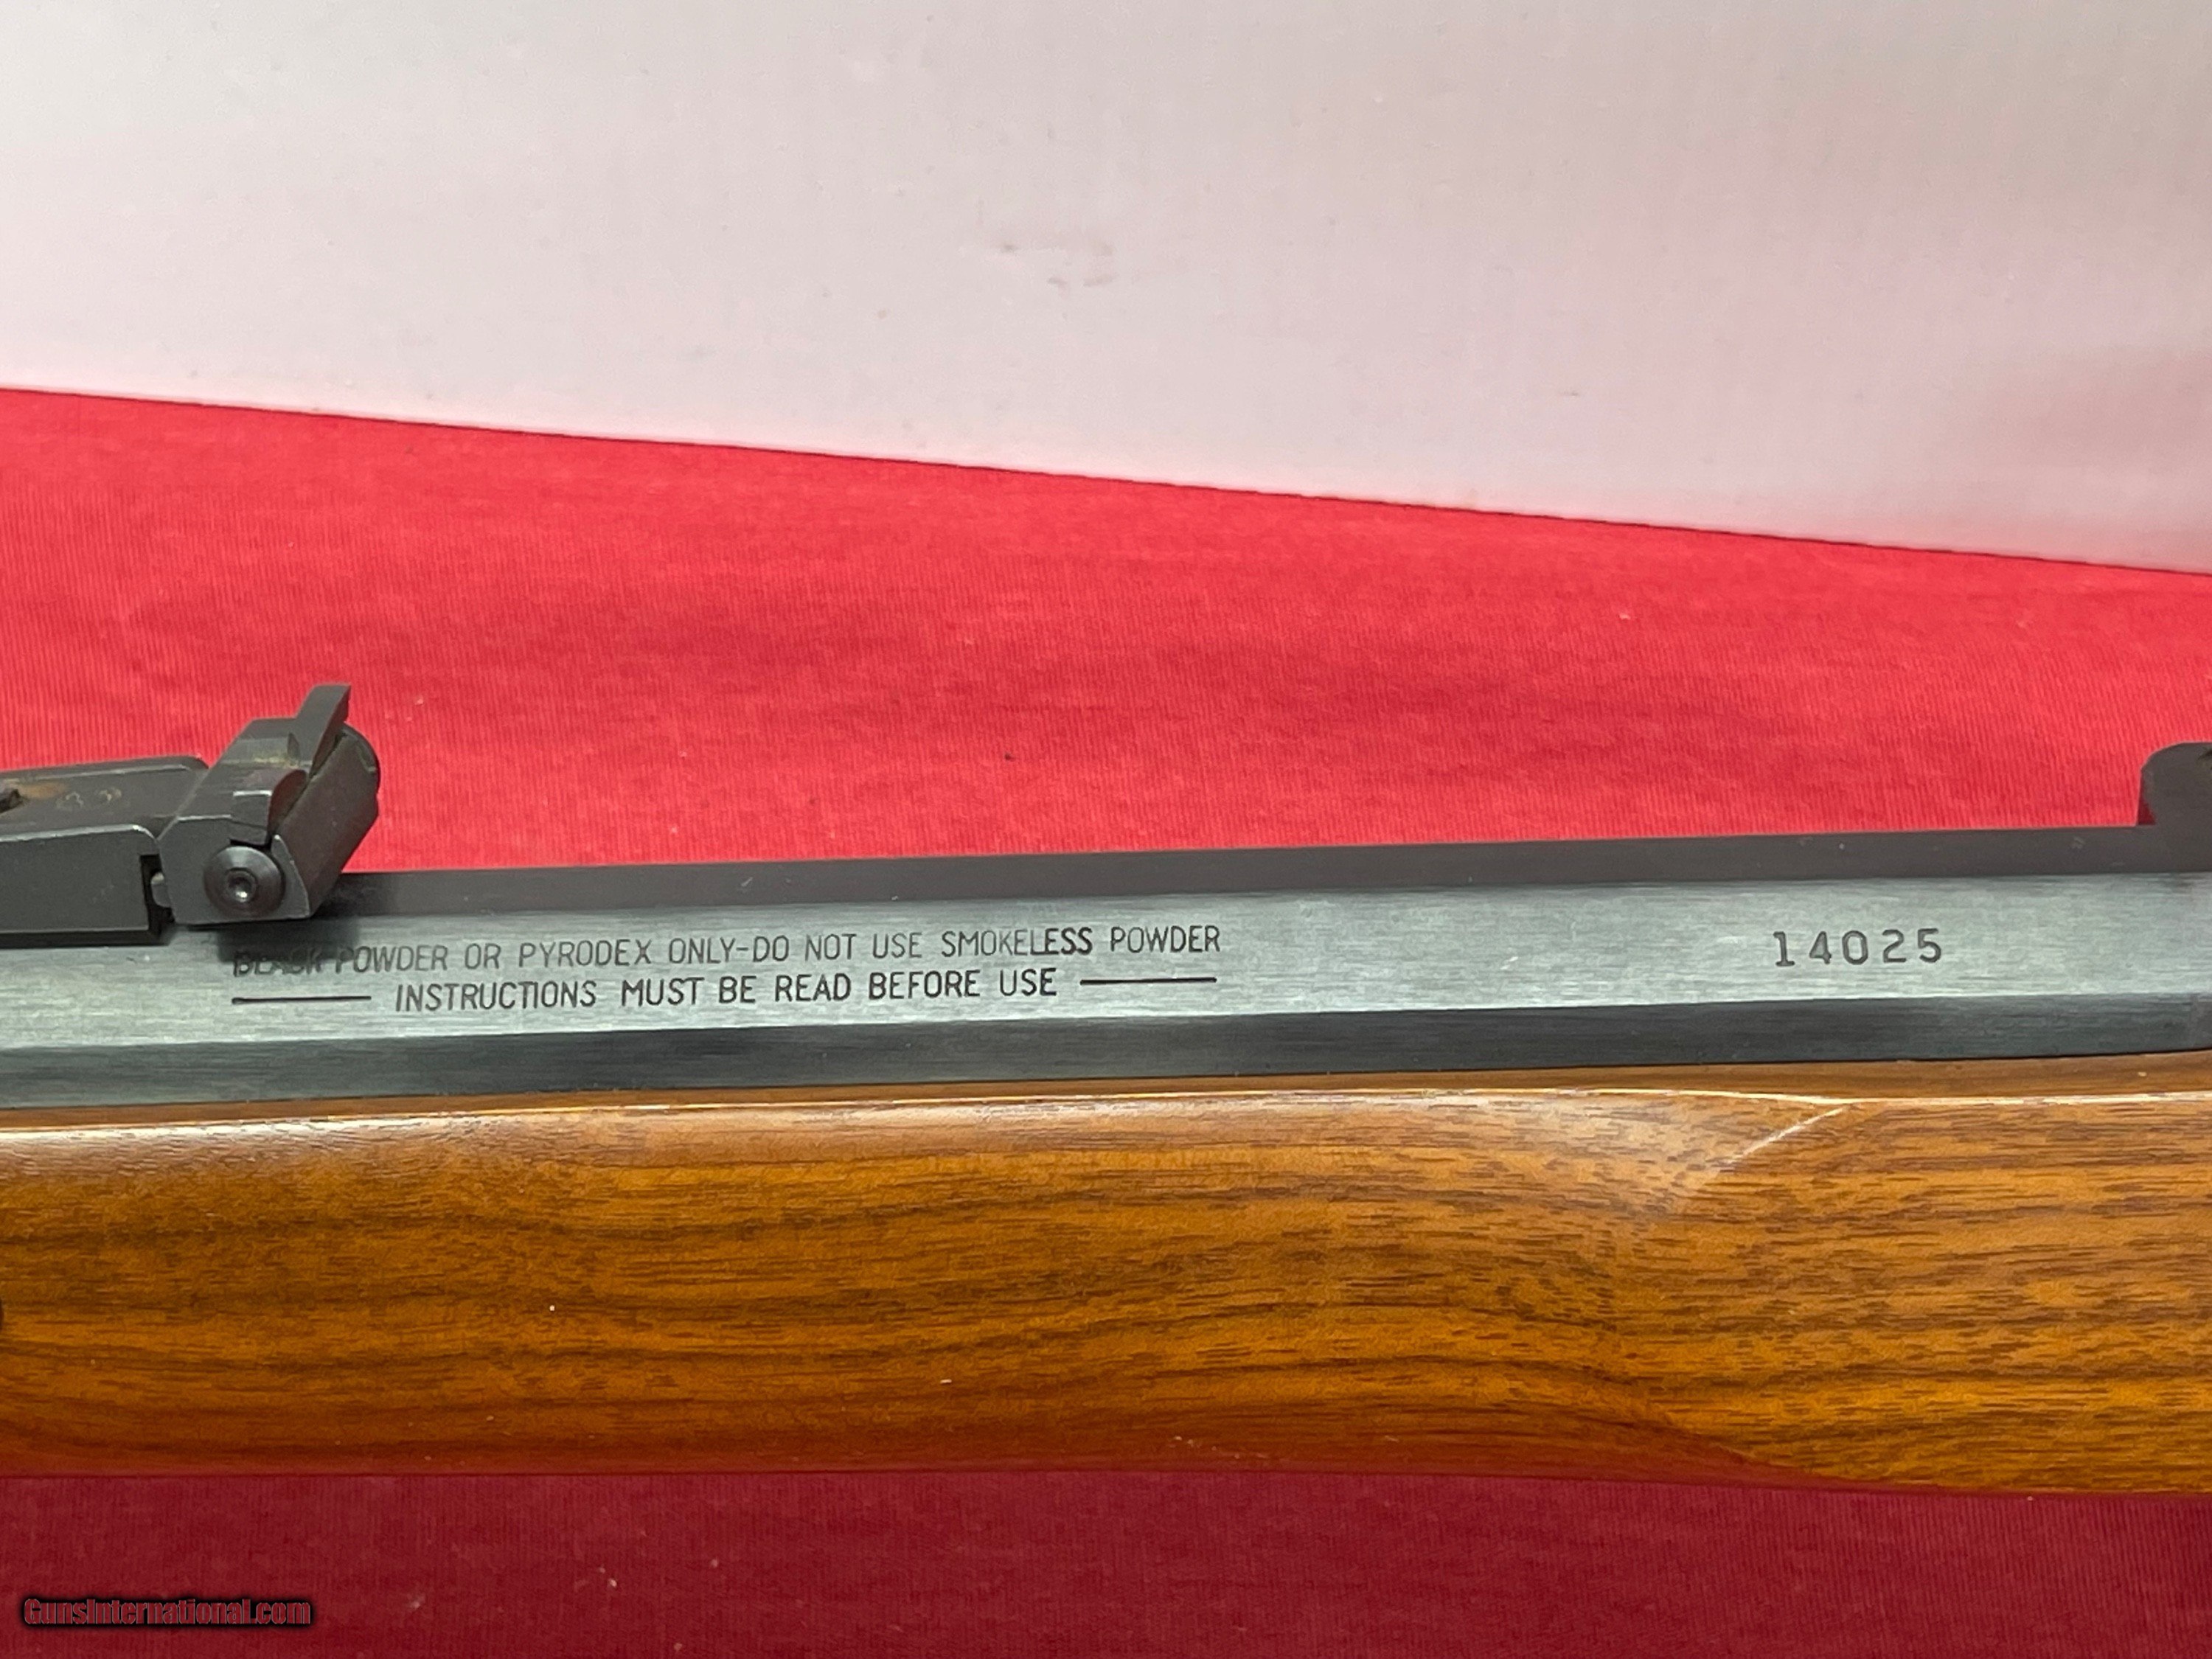 BLACK POWDER OR PYRODEX ONLY-DO NOT USE SMOKELESS POWDER
INSTRUCTIONS MUST BE READ BEFORE USE
14025
GunsInternational.com